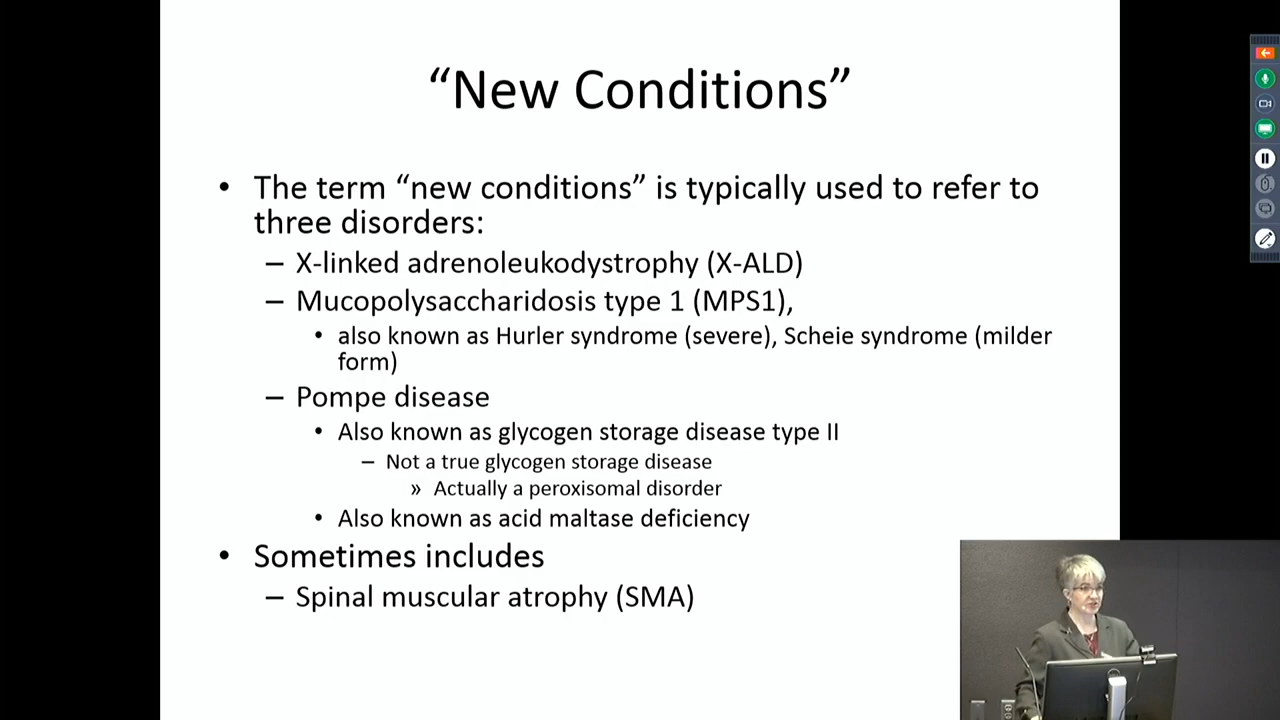 “New Conditions”
• The term “new conditions” is typically used to refer to
three disorders:
– X-linked adrenoleukodystrophy (X-ALD)
– Mucopolysaccharidosis type 1 (MPS1),
• also known as Hurler syndrome (severe), Scheie syndrome (milder
form)
– Pompe disease
• Also known as glycogen storage disease type II
– Not a true glycogen storage disease
» Actually a peroxisomal disorder
• Also known as acid maltase deficiency
• Sometimes includes
– Spinal muscular atrophy (SMA)